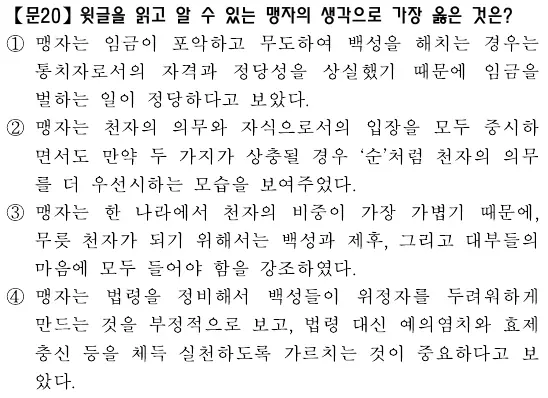 【문20】 윗글을 읽고 알 수 있는 맹자의 생각으로 가장 옳은 것은?
① 맹자는 임금이 포악하고 무도하여 백성을 해치는 경우는
통치자로서의 자격과 정당성을 상실했기 때문에 임금을
벌하는 일이 정당하다고 보았다.
② 맹자는 천자의 의무와 자식으로서의 입장을 모두 중시하
면서도 만약 두 가지가 상충될 경우 ‘순’처럼 천자의 의무
를 더 우선시하는 모습을 보여주었다.
③ 맹자는 한 나라에서 천자의 비중이 가장 가볍기 때문에,
무릇 천자가 되기 위해서는 백성과 제후, 그리고 대부들의
마음에 모두 들어야 함을 강조하였다.
④ 맹자는 법령을 정비해서 백성들이 위정자를 두려워하게
만드는 것을 부정적으로 보고, 법령 대신 예의염치와 효제
충신 등을 체득 실천하도록 가르치는 것이 중요하다고 보
았다.